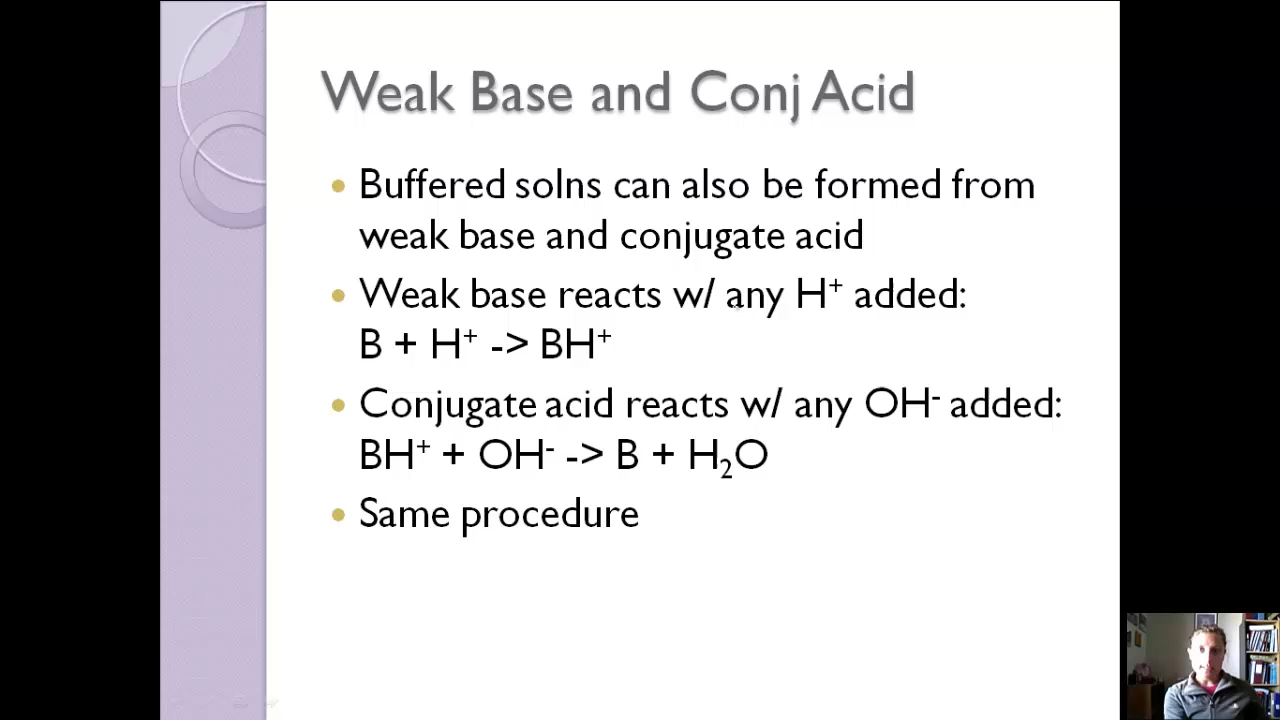 Weak Base and Conj Acid
• Buffered solns can also be formed from
weak base and conjugate acid
• Weak base reacts w/ any H⁺ added:
B + H⁺ -> BH⁺
• Conjugate acid reacts w/ any OH⁻ added:
BH⁺ + OH⁻ -> B + H₂O
• Same procedure